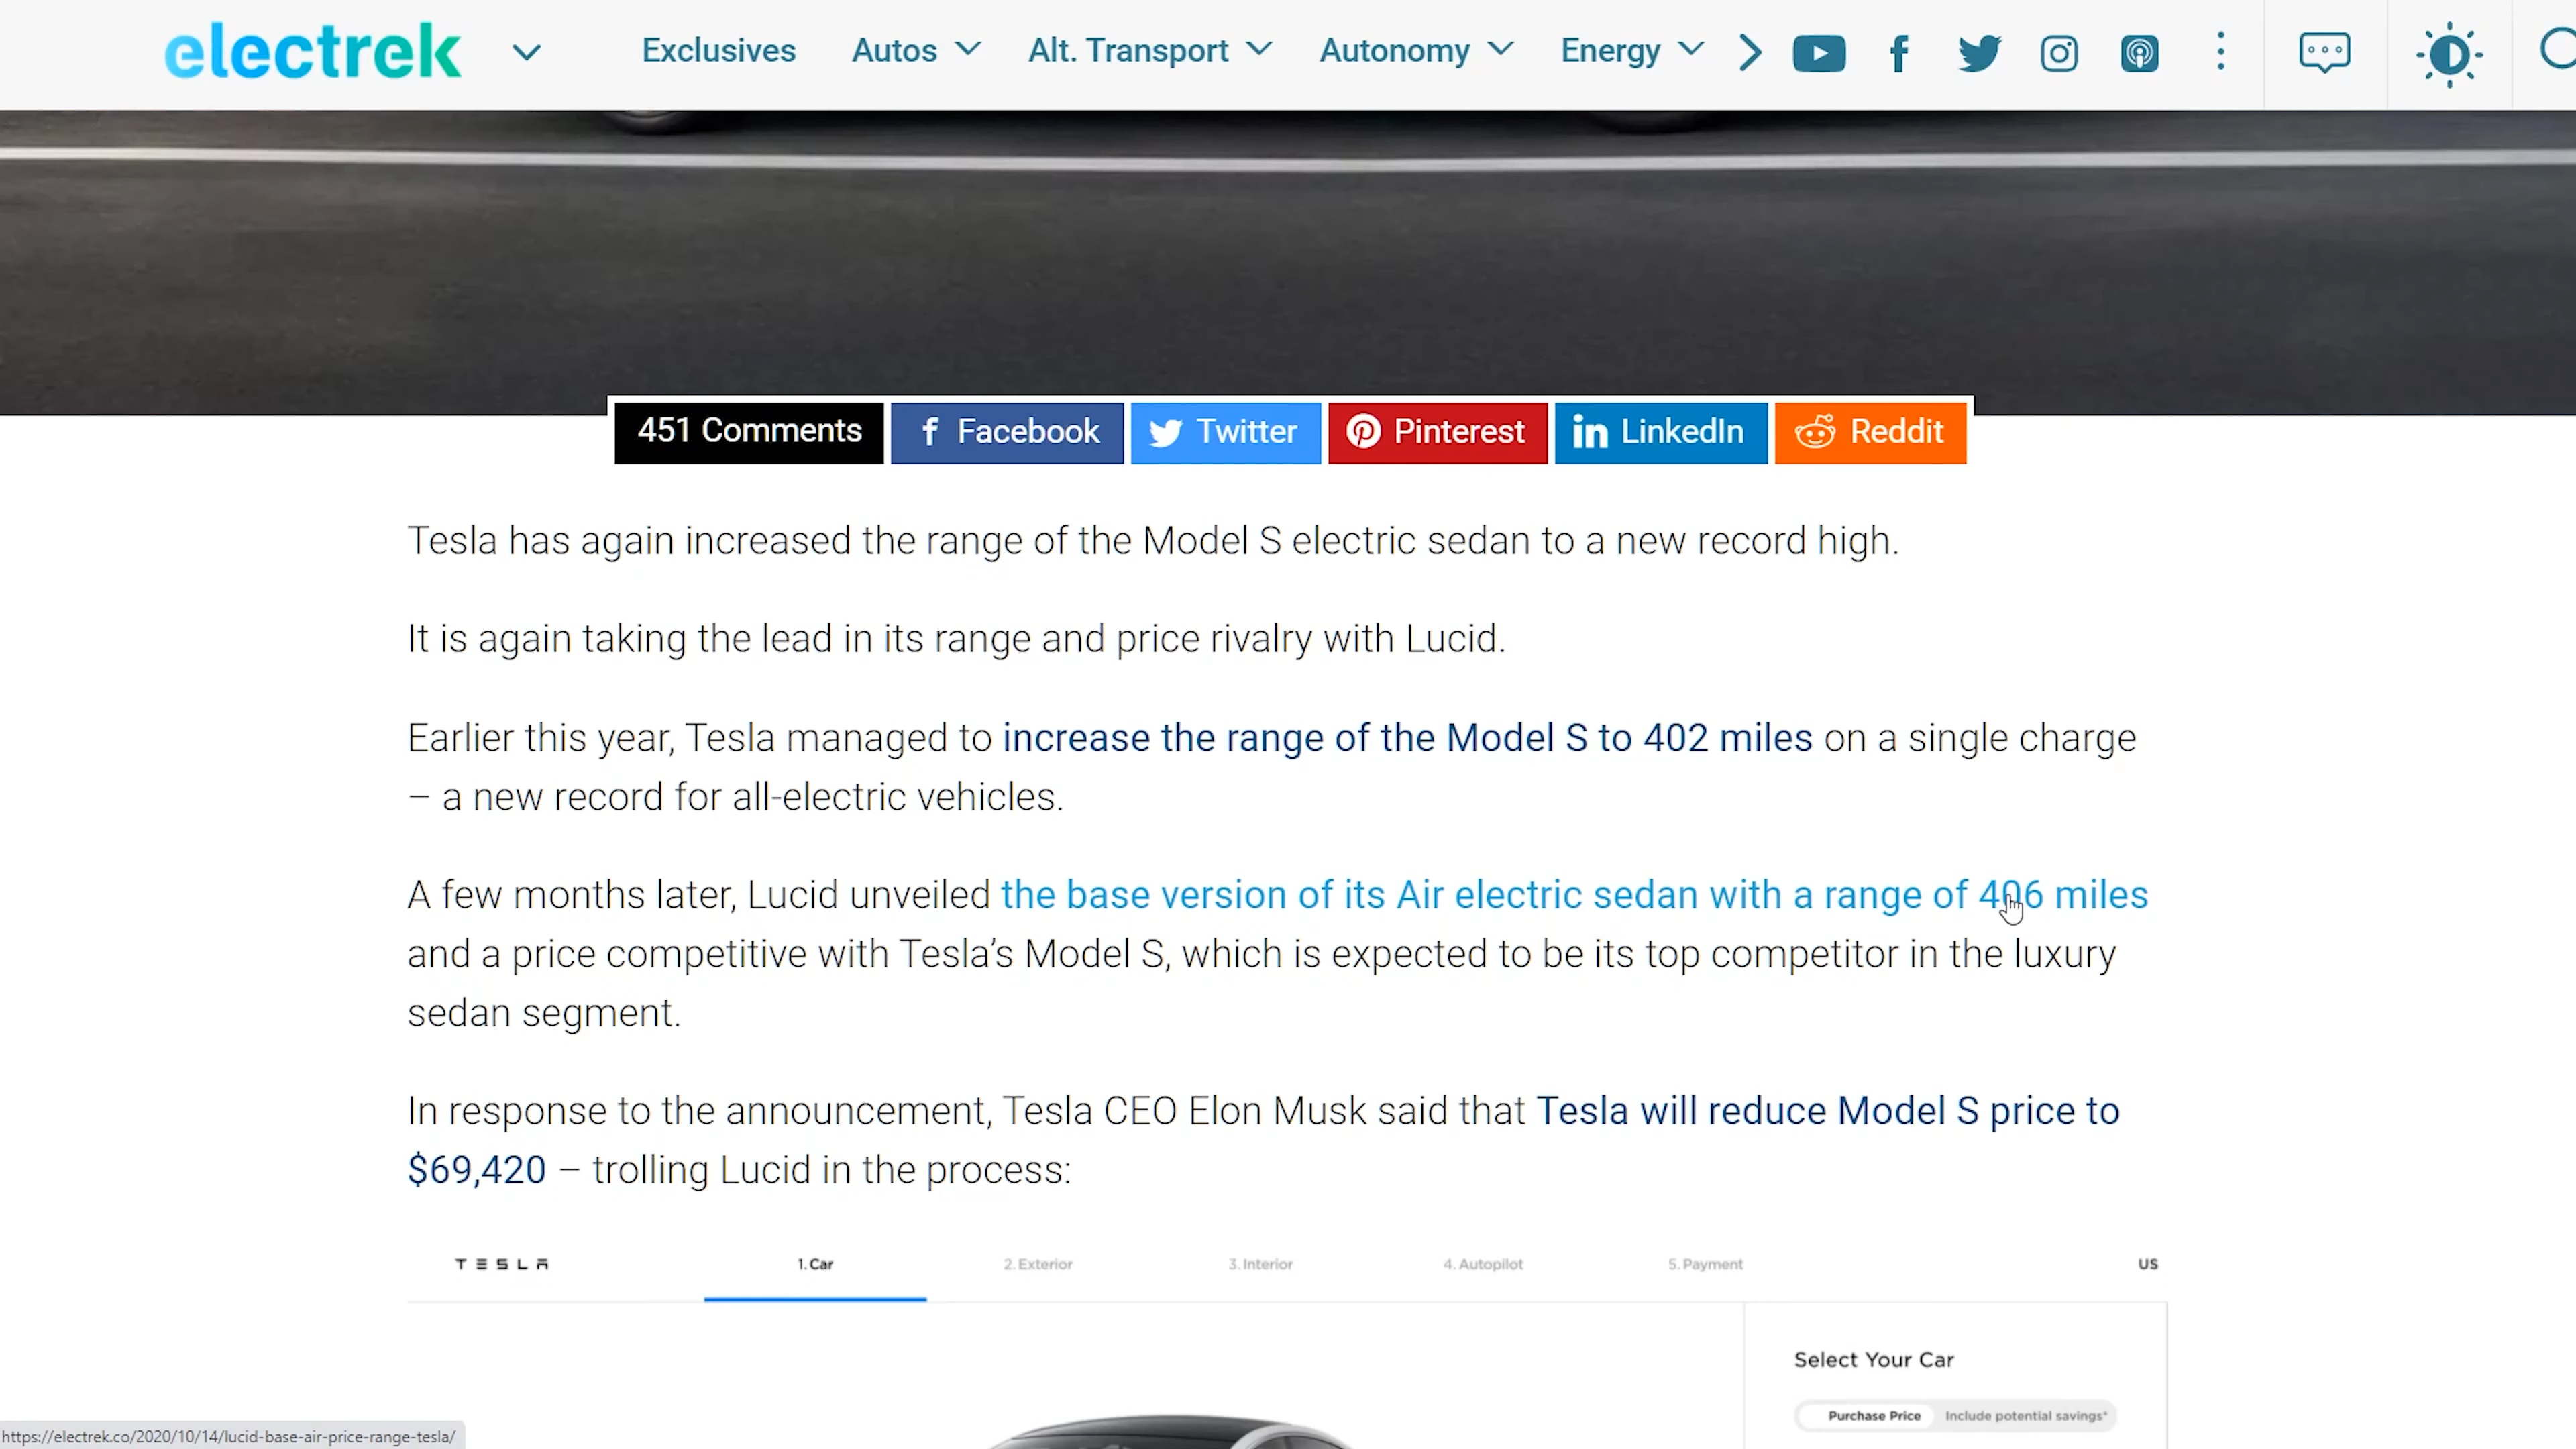 electrek
Exclusives Autos Alt. Transport Autonomy Energy
451 Comments Facebook Twitter Pinterest LinkedIn Reddit
Tesla has again increased the range of the Model S electric sedan to a new record high.
It is again taking the lead in its range and price rivalry with Lucid.
Earlier this year, Tesla managed to increase the range of the Model S to 402 miles on a single charge
– a new record for all-electric vehicles.
A few months later, Lucid unveiled the base version of its Air electric sedan with a range of 406 miles
and a price competitive with Tesla’s Model S, which is expected to be its top competitor in the luxury
sedan segment.
In response to the announcement, Tesla CEO Elon Musk said that Tesla will reduce Model S price to
$69,420 – trolling Lucid in the process:
TESLA 1. Car 2. Exterior 3. Interior 4. Autopilot 5. Payment US
Select Your Car
Purchase Price Include potential savings*
https://electrek.co/2020/10/14/lucid-base-air-price-range-tesla/